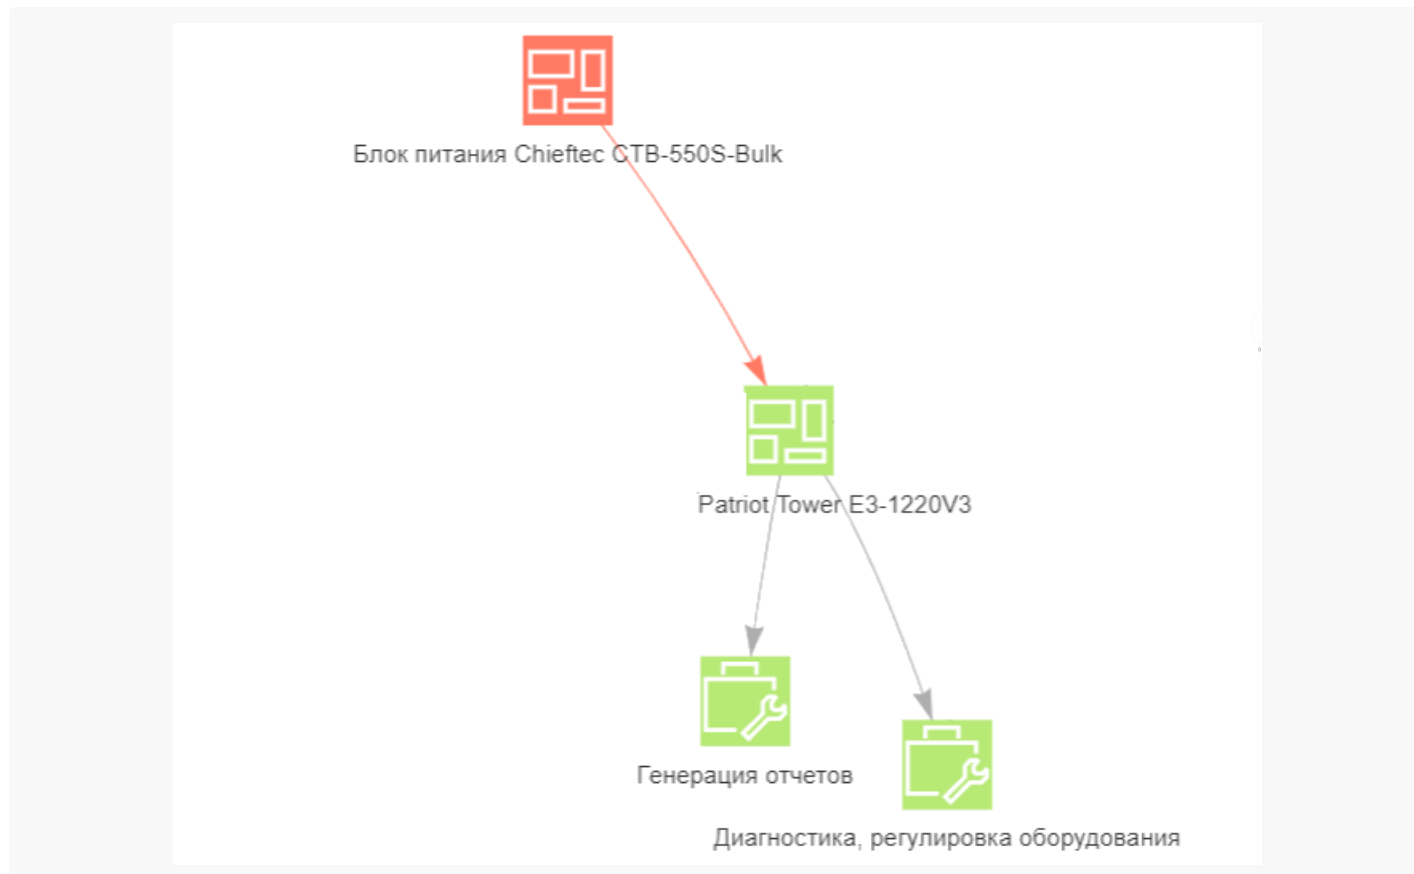 Блок питания Chieftec CTB-550S-Bulk
Patriot Tower E3-1220V3
Генерация отчетов
Диагностика, регулировка оборудования